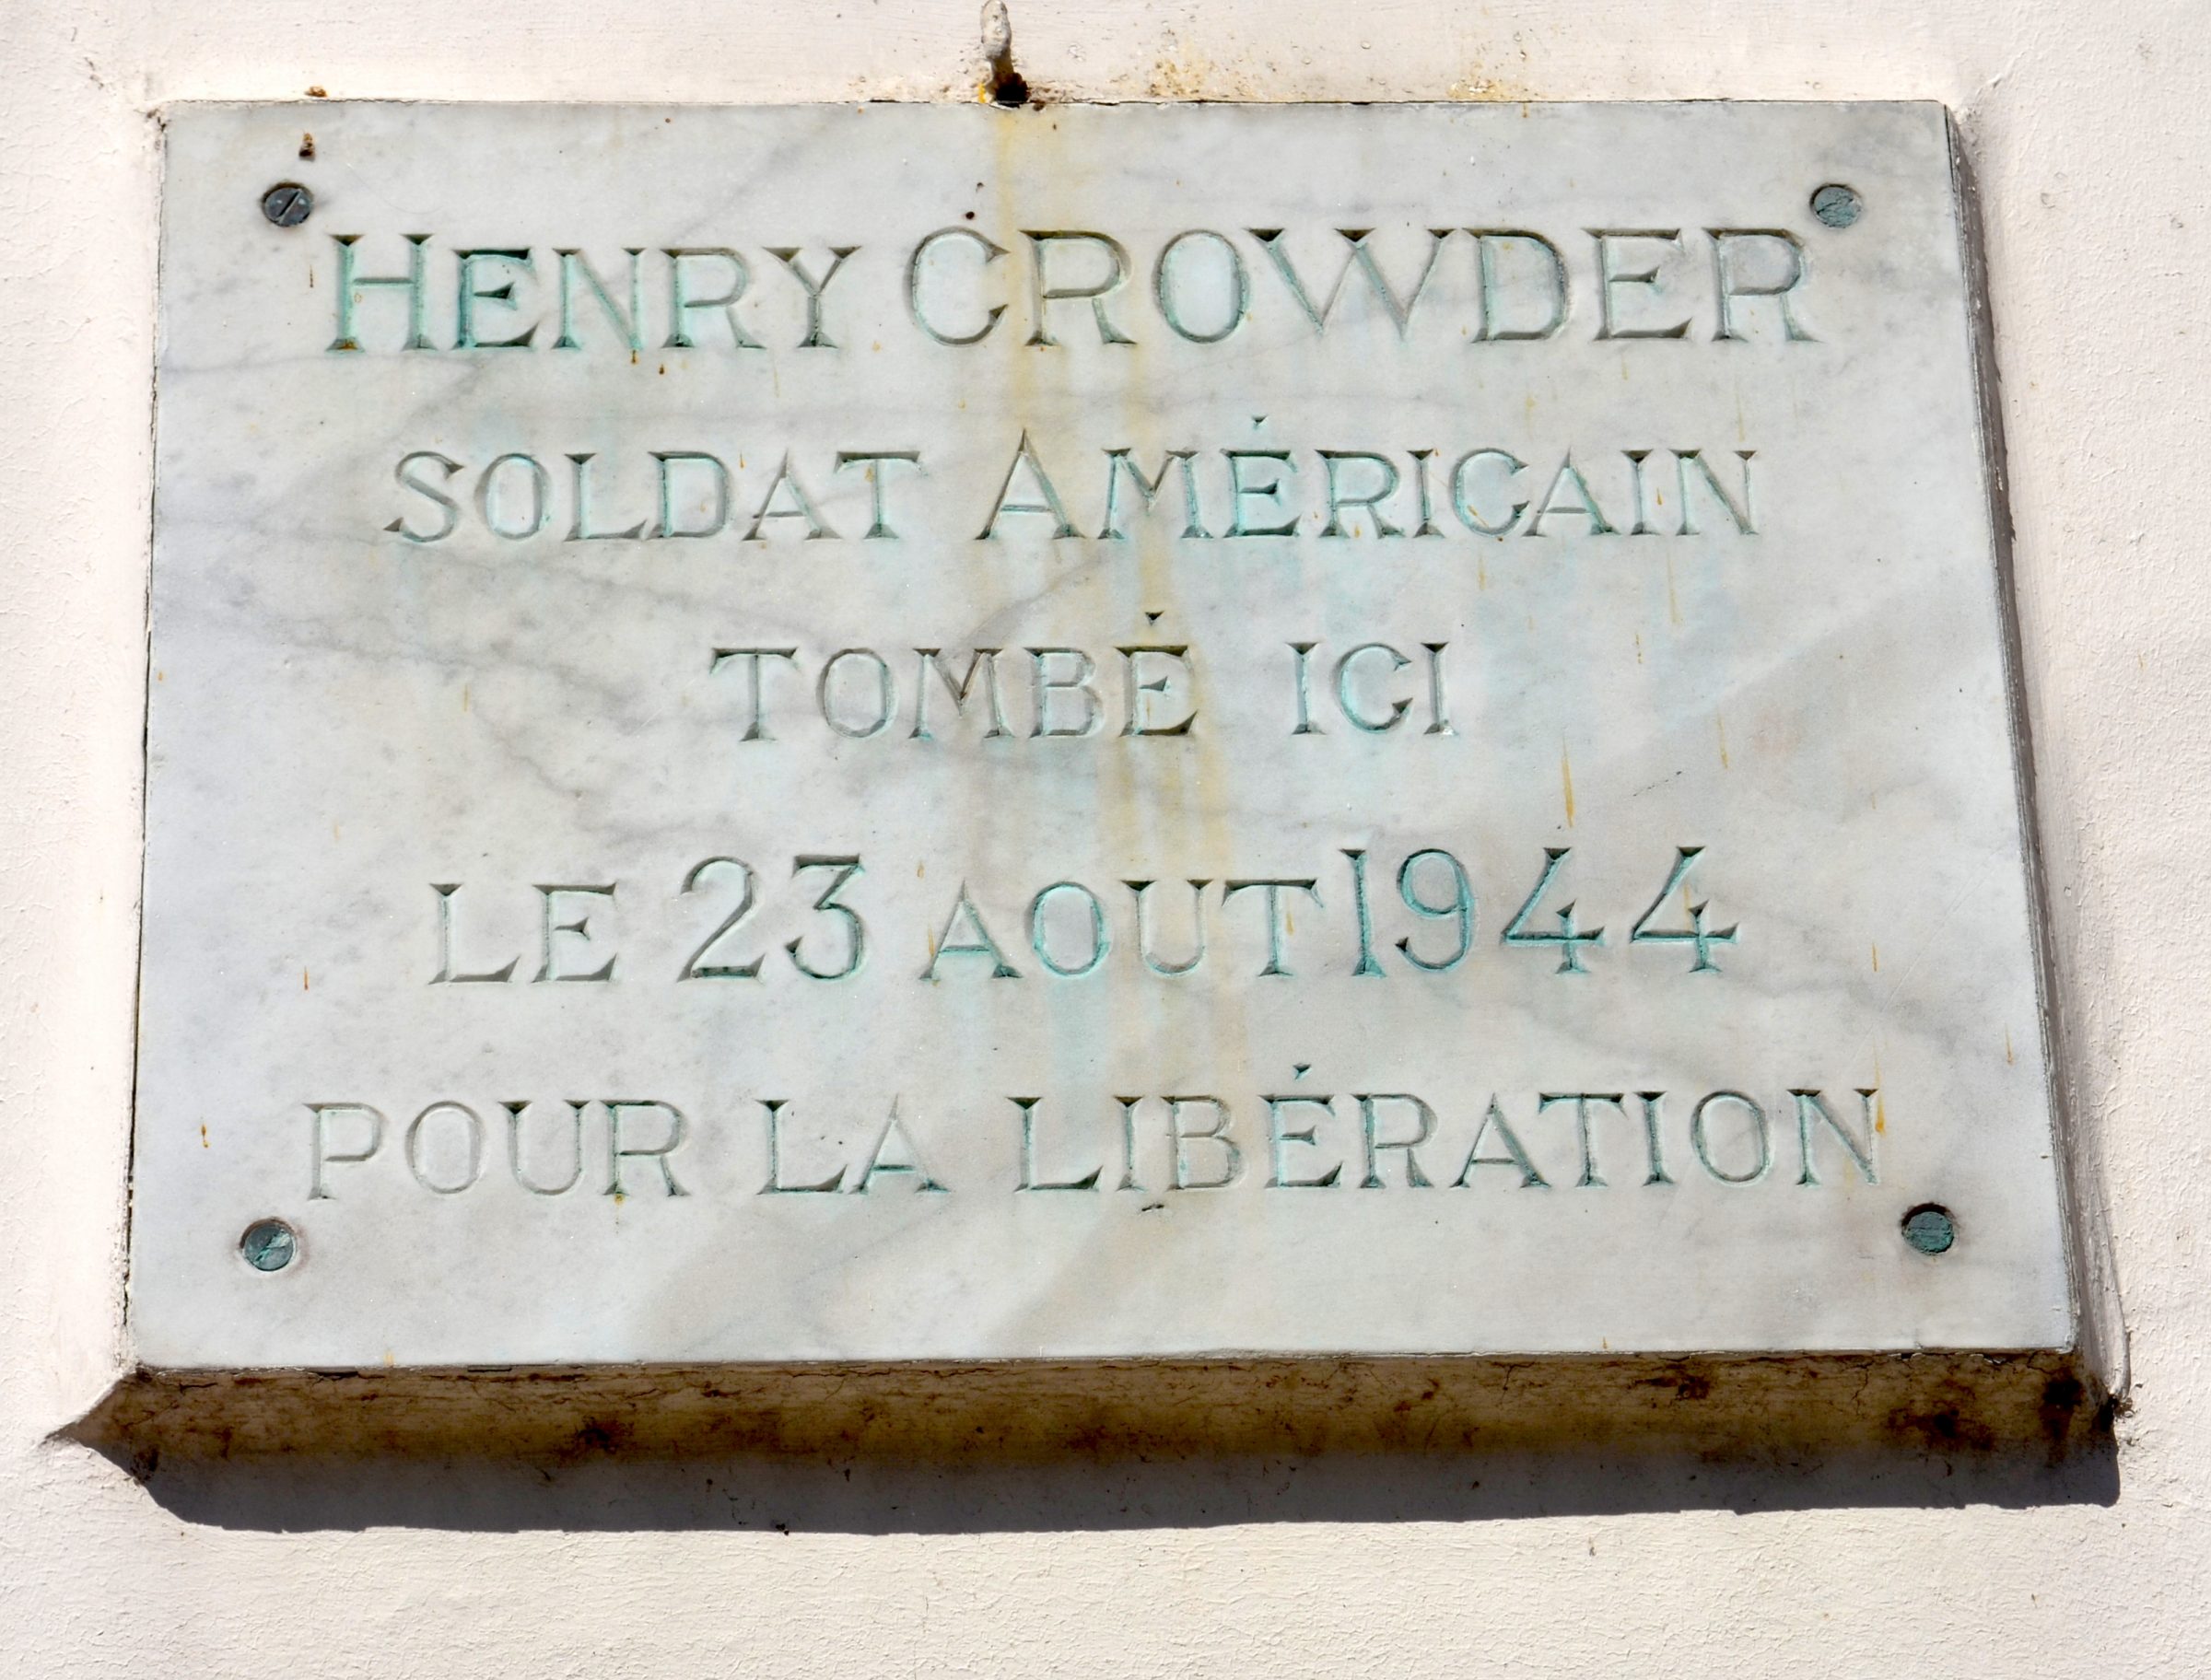 HENRY CROWDER
SOLDAT AMÉRICAIN
TOMBÉ ICI
LE 23 AOUT 1944
POUR LA LIBÉRATION